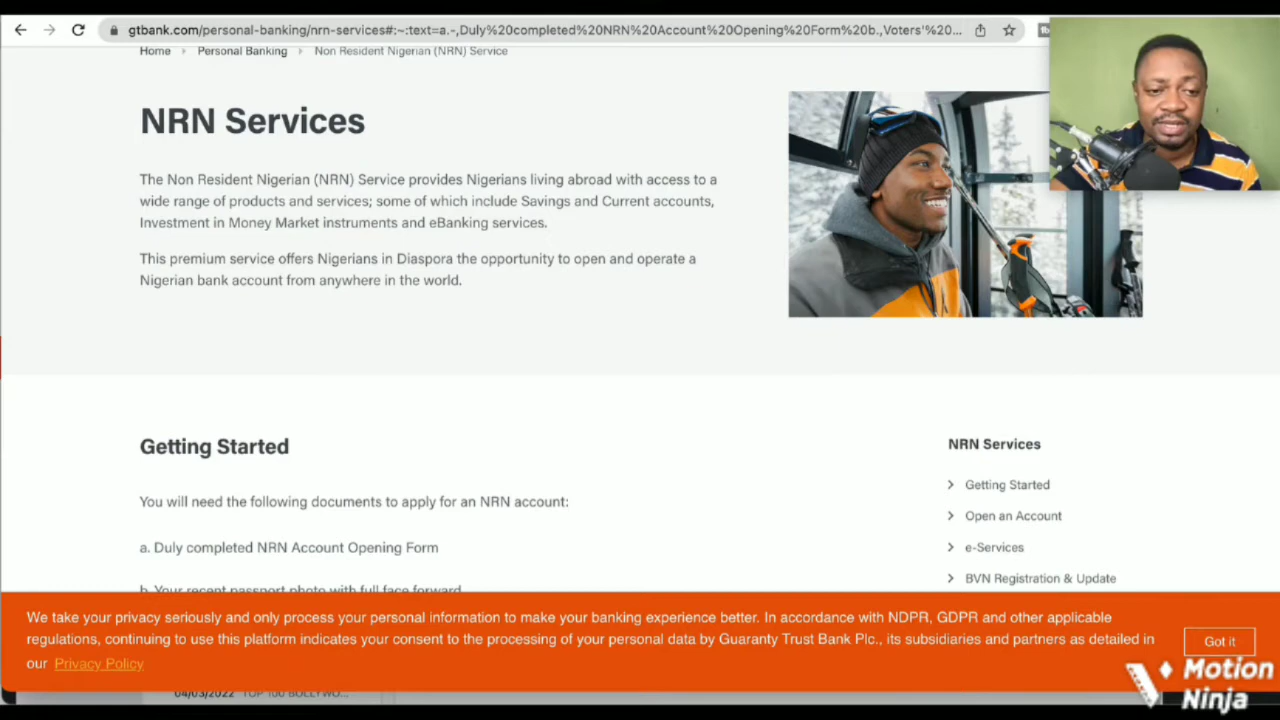 gtbank.com/personal-banking/nrn-services#:~:text=a.-,Duly%20completed%20NRN%20Account%20Opening%20Form%20b.,Voters'%20...
Home Personal Banking Non Resident Nigerian (NRN) Service
NRN Services
The Non Resident Nigerian (NRN) Service provides Nigerians living abroad with access to a
wide range of products and services; some of which include Savings and Current accounts,
Investment in Money Market instruments and eBanking services.
This premium service offers Nigerians in Diaspora the opportunity to open and operate a
Nigerian bank account from anywhere in the world.
Getting Started
You will need the following documents to apply for an NRN account:
a. Duly completed NRN Account Opening Form
b. Your recent passport photo with full face forward
NRN Services
Getting Started
Open an Account
e-Services
BVN Registration & Update
We take your privacy seriously and only process your personal information to make your banking experience better. In accordance with NDPR, GDPR and other applicable
regulations, continuing to use this platform indicates your consent to the processing of your personal data by Guaranty Trust Bank Plc., its subsidiaries and partners as detailed in
our Privacy Policy
Got it
04/03/2022 TOP 100 BOLLYWO...
Motion
Ninja